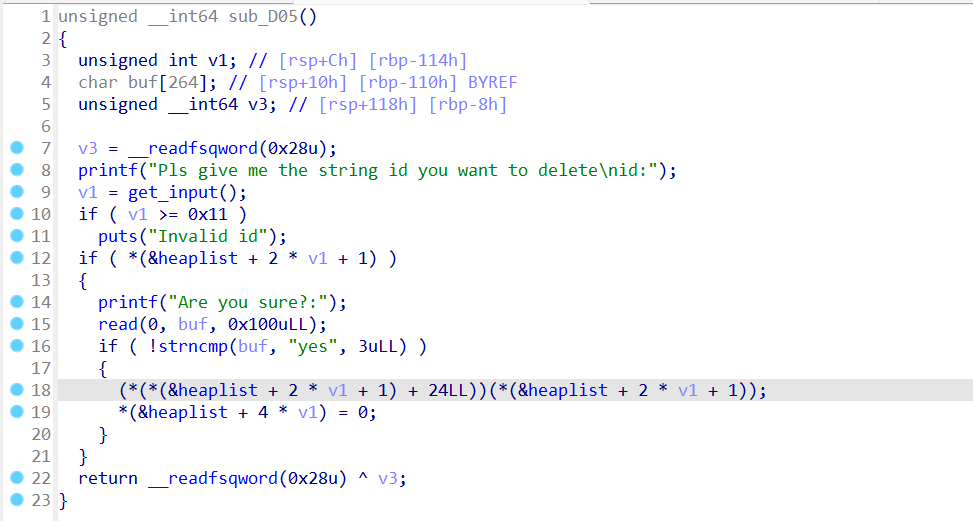 1 unsigned __int64 sub_D05()
2 {
3   unsigned int v1; // [rsp+Ch] [rbp-114h]
4   char buf[264]; // [rsp+10h] [rbp-110h] BYREF
5   unsigned __int64 v3; // [rsp+118h] [rbp-8h]
6
7   v3 = __readfsqword(0x28u);
8   printf("Pls give me the string id you want to delete\nid:");
9   v1 = get_input();
10   if ( v1 >= 0x11 )
11     puts("Invalid id");
12   if ( *(&heaplist + 2 * v1 + 1) )
13   {
14     printf("Are you sure?:");
15     read(0, buf, 0x100uLL);
16     if ( !strncmp(buf, "yes", 3uLL) )
17     {
18       (*(*(&heaplist + 2 * v1 + 1) + 24LL))(*(&heaplist + 2 * v1 + 1));
19       *(&heaplist + 4 * v1) = 0;
20     }
21   }
22   return __readfsqword(0x28u) ^ v3;
23 }